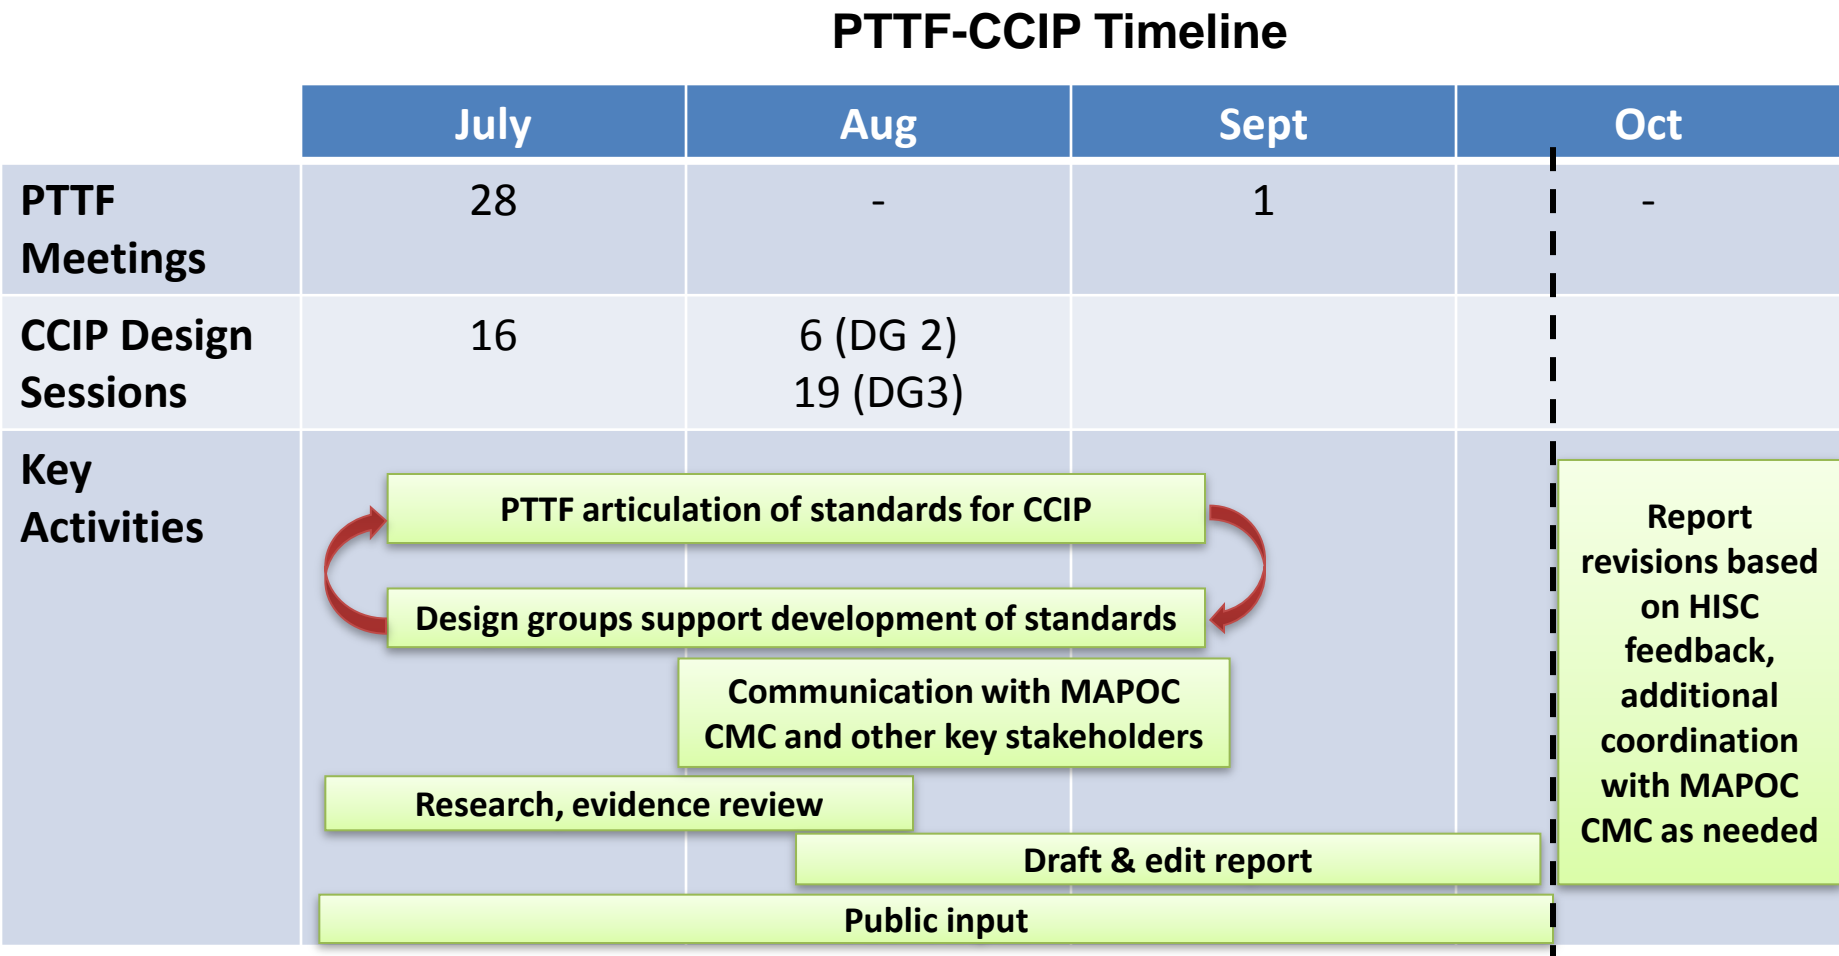 PTTF-CCIP Timeline
July
Aug
Sept
Oct
PTTF
Meetings
28
-
1
-
CCIP Design
Sessions
16
6 (DG 2)
19 (DG3)
Key
Activities
PTTF articulation of standards for CCIP
Design groups support development of standards
Communication with MAPOC
CMC and other key stakeholders
Research, evidence review
Draft & edit report
Public input
Report
revisions based
on HISC
feedback,
additional
coordination
with MAPOC
CMC as needed